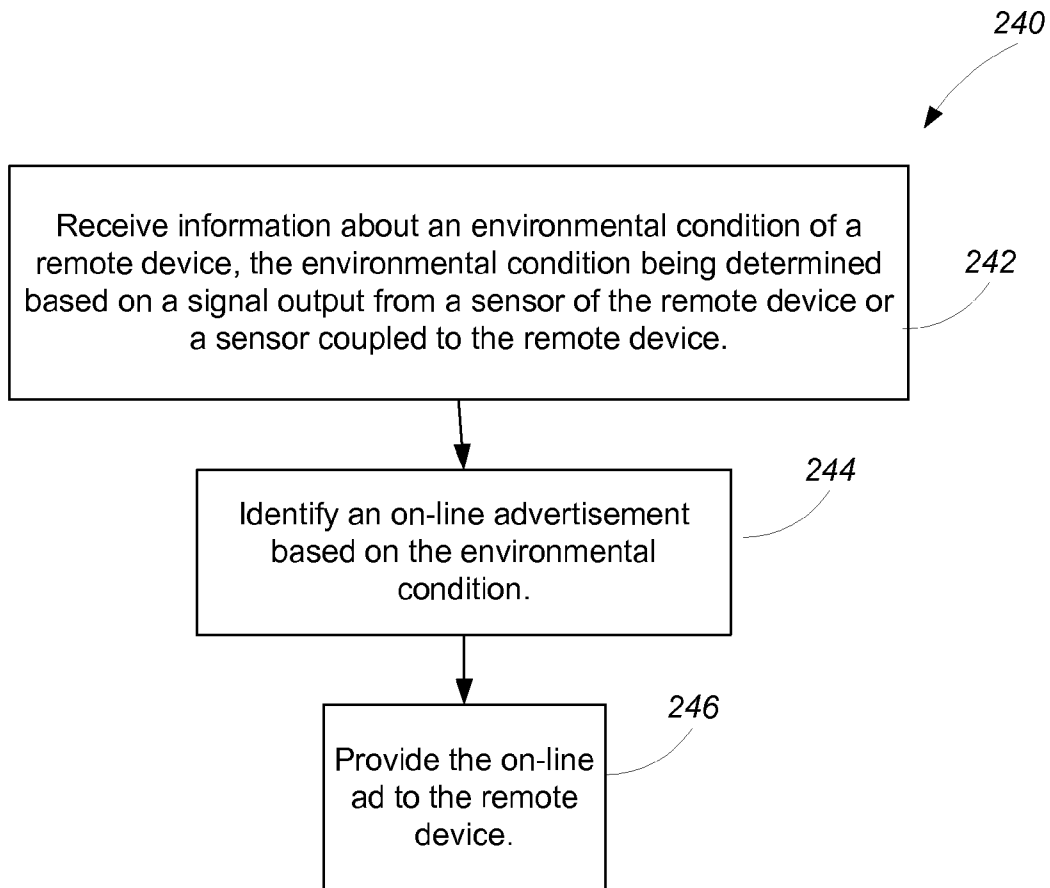 240
Receive information about an environmental condition of a
remote device, the environmental condition being determined
based on a signal output from a sensor of the remote device or
a sensor coupled to the remote device.
242
Identify an on-line advertisement
based on the environmental
condition.
244
Provide the on-line
ad to the remote
device.
246